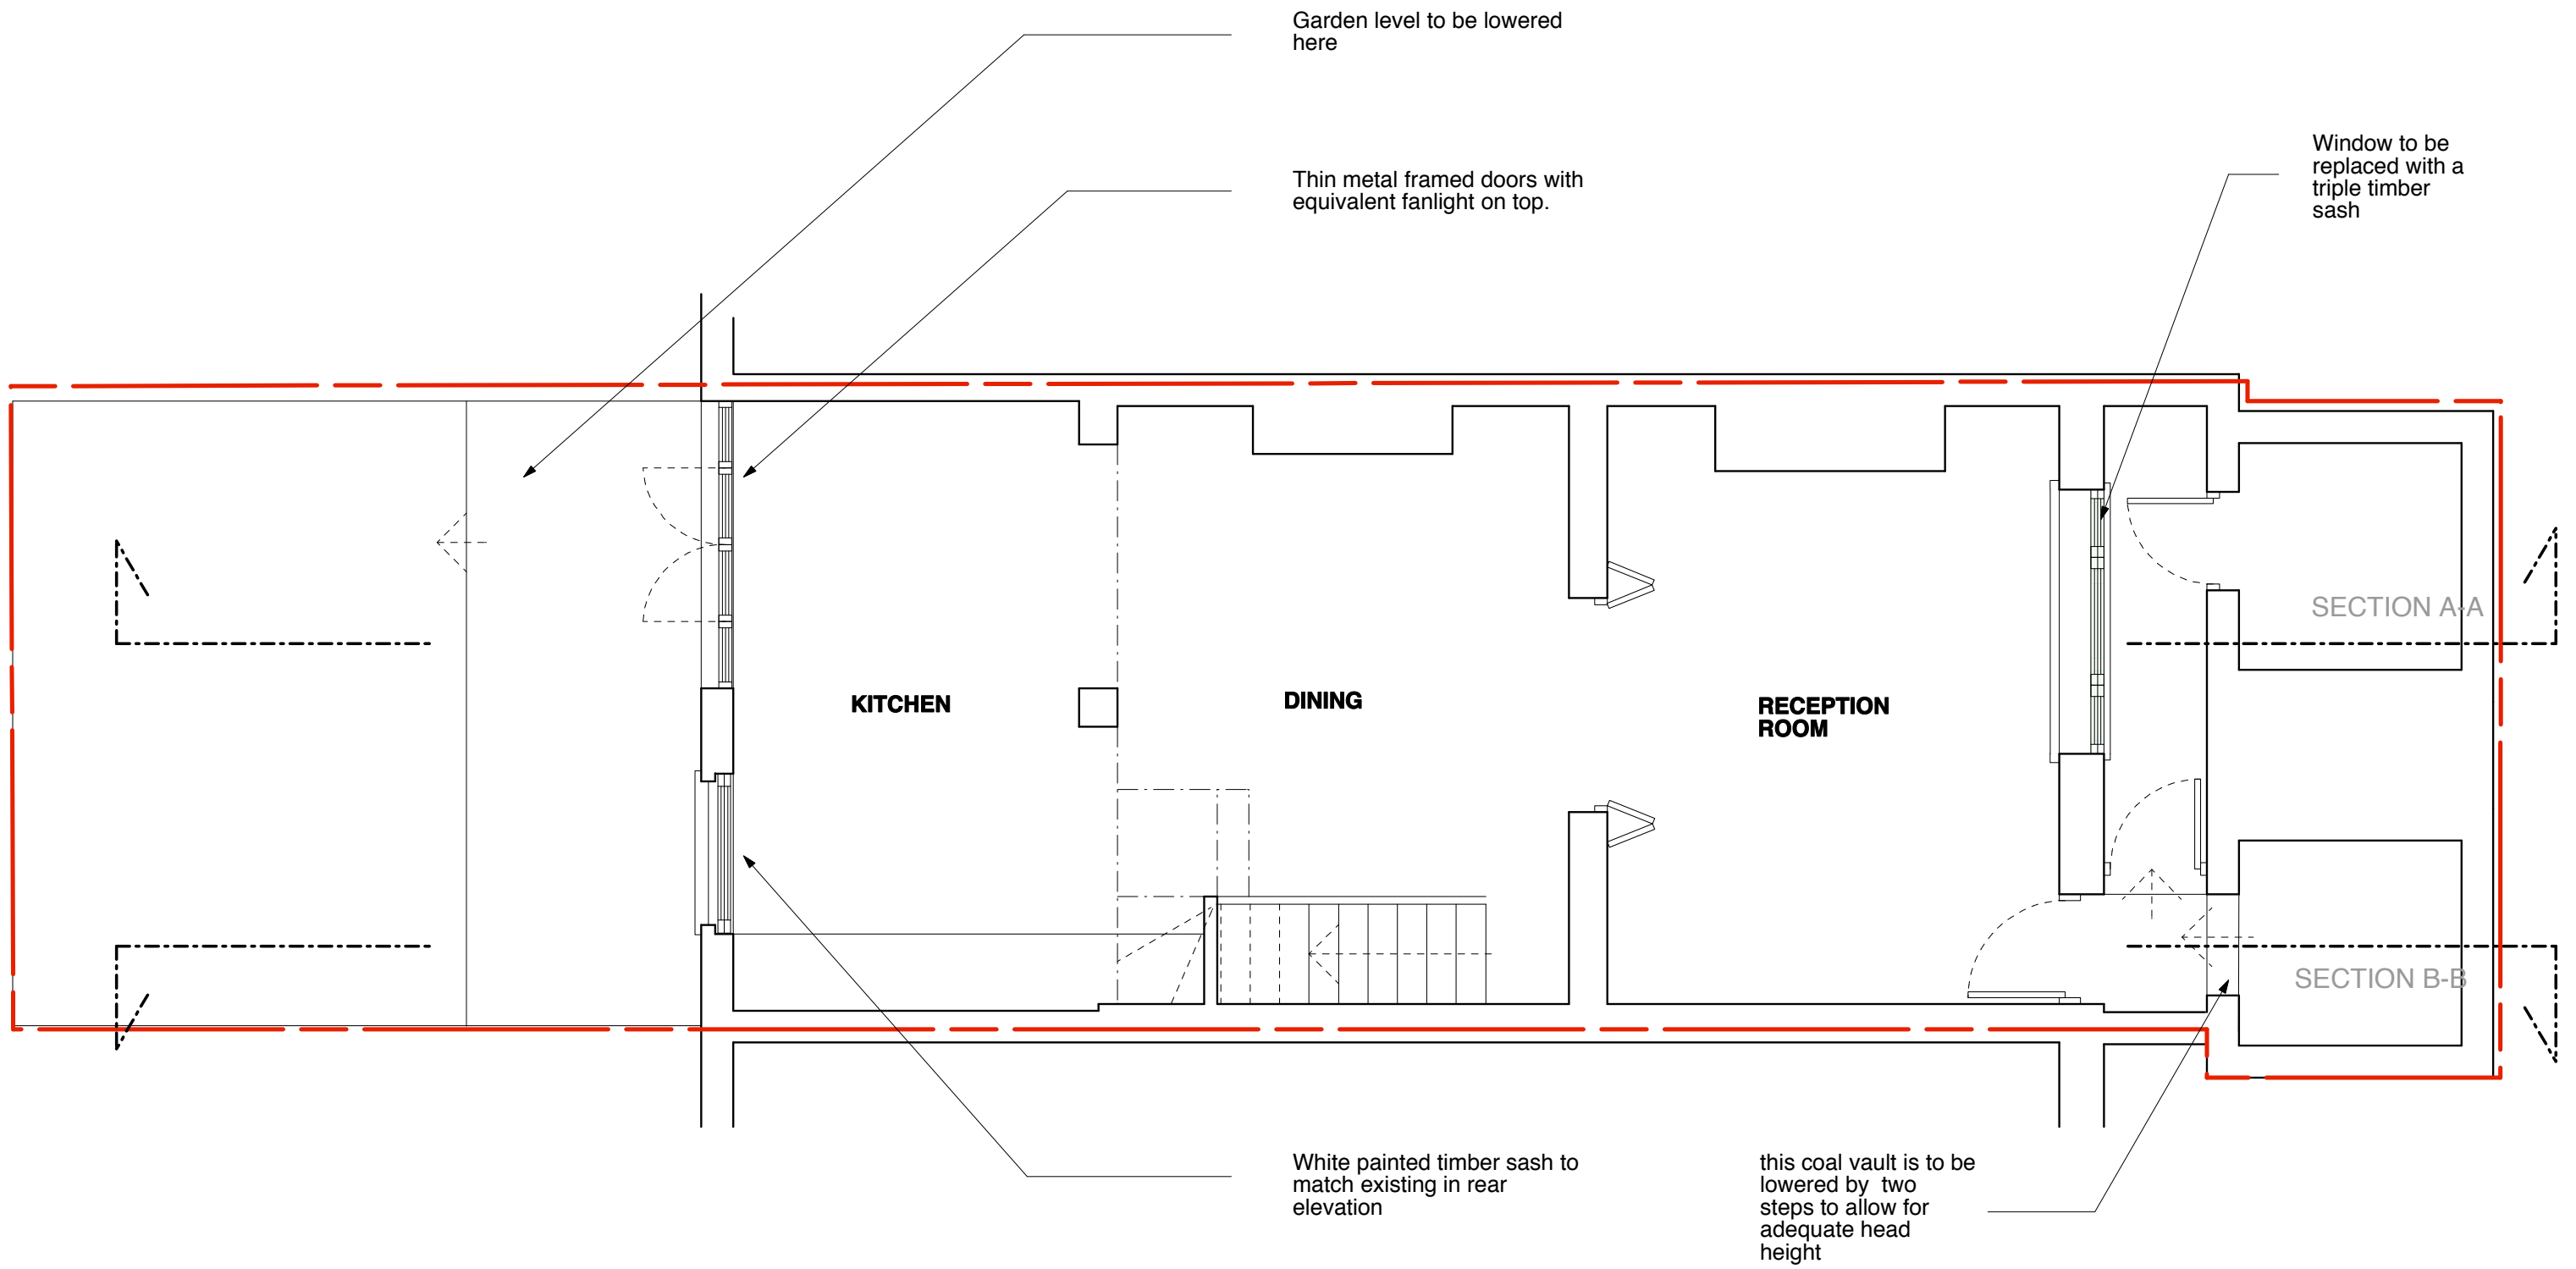 Garden level to be lowered
here
Thin metal framed doors with
equivalent fanlight on top.
Window to be
replaced with a
triple timber
sash
SECTION A-A
KITCHEN
DINING
RECEPTION
ROOM
SECTION B-B
White painted timber sash to
match existing in rear
elevation
this coal vault is to be
lowered by  two
steps to allow for
adequate head
height